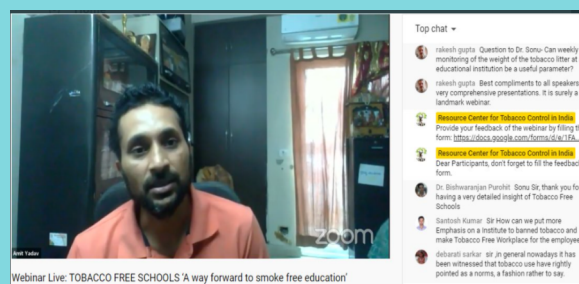 Top chat
rakesh gupta Question to Dr. Sonu- Can weekly
monitoring of the weight of the tobacco litter at
educational institution be a useful parameter?
rakesh gupta Best compliments to all speakers
very comprehensive presentations. It is surely a
landmark webinar.
Resource Center for Tobacco Control in India
Provide your feedback of the webinar by filling th
form: https://docs.google.com/forms/d/e/1FA...
Resource Center for Tobacco Control in India
Dear Participants, don't forget to fill the feedback
form.
Dr. Bishwaranjan Purohit Sonu Sir, thank you fo
having a very detailed insight of Tobacco Free
Schools
Santosh Kumar Sir How can we put more
Emphasis on a Institute to banned tobacco and
make Tobacco Free Workplace for the employee
debarati sarkar sir ,in general nowadays it has
been witnessed that tobacco use have rightly
pointed as a norms, a fashion rather to say.
zoom
Amit Yadav
Webinar Live: TOBACCO FREE SCHOOLS 'A way forward to smoke free education'